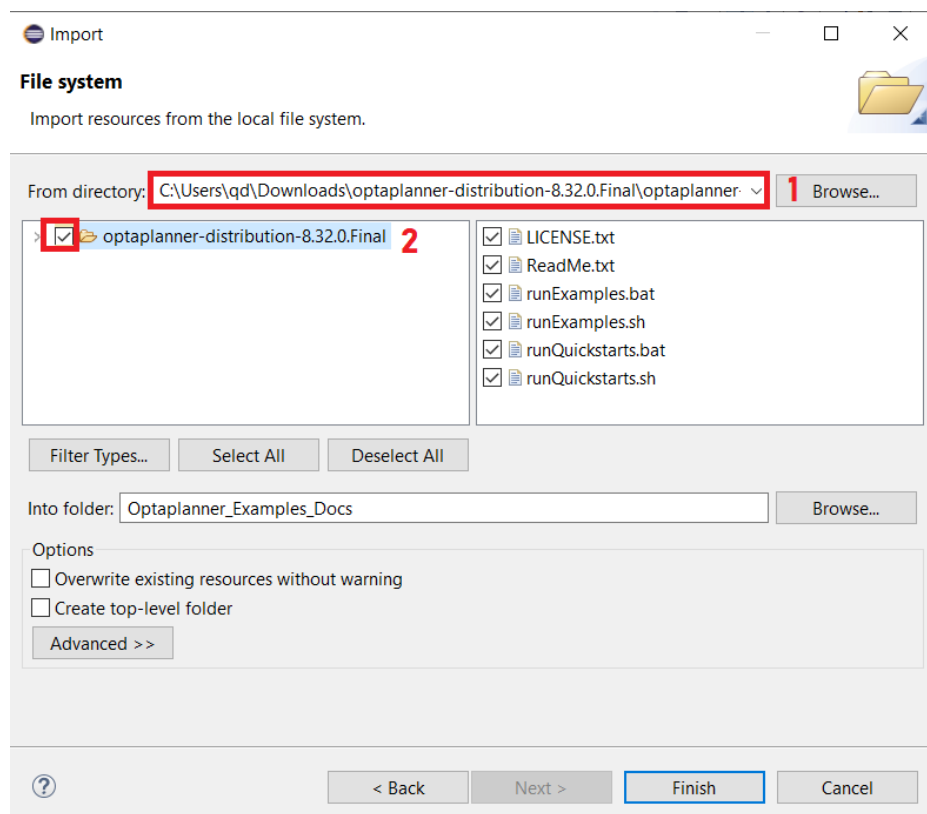 Import
File system
Import resources from the local file system.
From directory: C:\Users\qd\Downloads\optaplanner-distribution-8.32.0.Final\optaplanner- 1 Browse...
optaplanner-distribution-8.32.0.Final 2
LICENSE.txt
ReadMe.txt
runExamples.bat
runExamples.sh
runQuickstarts.bat
runQuickstarts.sh
Filter Types... Select All Deselect All
Into folder: Optaplanner_Examples_Docs Browse...
Options
Overwrite existing resources without warning
Create top-level folder
Advanced >>
? < Back Next > Finish Cancel